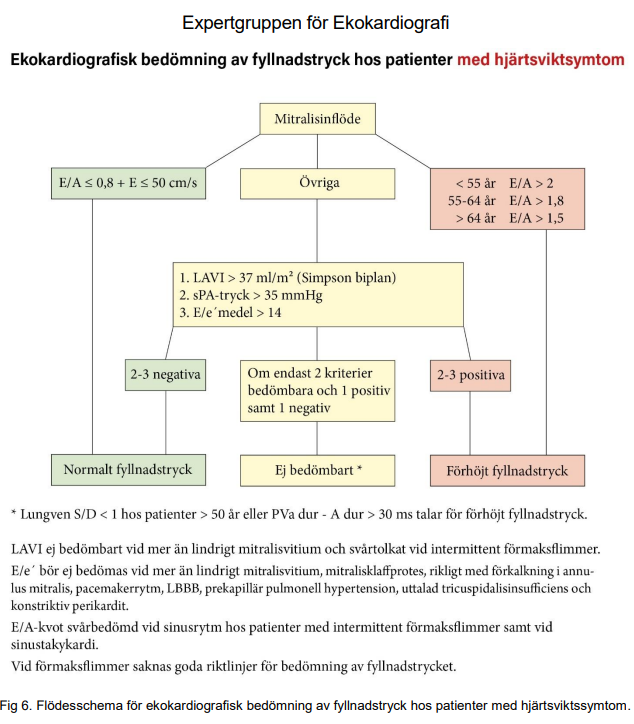 Expertgruppen för Ekokardiografi
Ekokardiografisk bedömning av fyllnadstryck hos patienter med hjärtsviktsymtom
Mitralisinflöde
E/A ≤ 0,8 + E ≤ 50 cm/s
Övriga
< 55 år E/A > 2
55-64 år E/A > 1,8
> 64 år E/A > 1,5
1. LAVI > 37 ml/m² (Simpson biplan)
2. sPA-tryck > 35 mmHg
3. E/e´medel > 14
2-3 negativa
Om endast 2 kriterier
bedömbara och 1 positiv
samt 1 negativ
2-3 positiva
Normalt fyllnadstryck
Ej bedömbart *
Förhöjt fyllnadstryck
* Lungven S/D < 1 hos patienter > 50 år eller PVa dur - A dur > 30 ms talar för förhöjt fyllnadstryck.
LAVI ej bedömbart vid mer än lindrigt mitralisvitium och svårtolkat vid intermittent förmaksflimmer.
E/e´ bör ej bedömas vid mer än lindrigt mitralisvitium, mitralisklaffprotes, rikligt med förkalkning i annu-
lus mitralis, pacemakerrytm, LBBB, prekapillär pulmonell hypertension, uttalad tricuspidalisinsufficiens och
konstriktiv perikardit.
E/A-kvot svårbedömd vid sinusrytm hos patienter med intermittent förmaksflimmer samt vid
sinustakykardi.
Vid förmaksflimmer saknas goda riktlinjer för bedömning av fyllnadstrycket.
Fig 6. Flödesschema för ekokardiografisk bedömning av fyllnadstryck hos patienter med hjärtsviktssymtom.